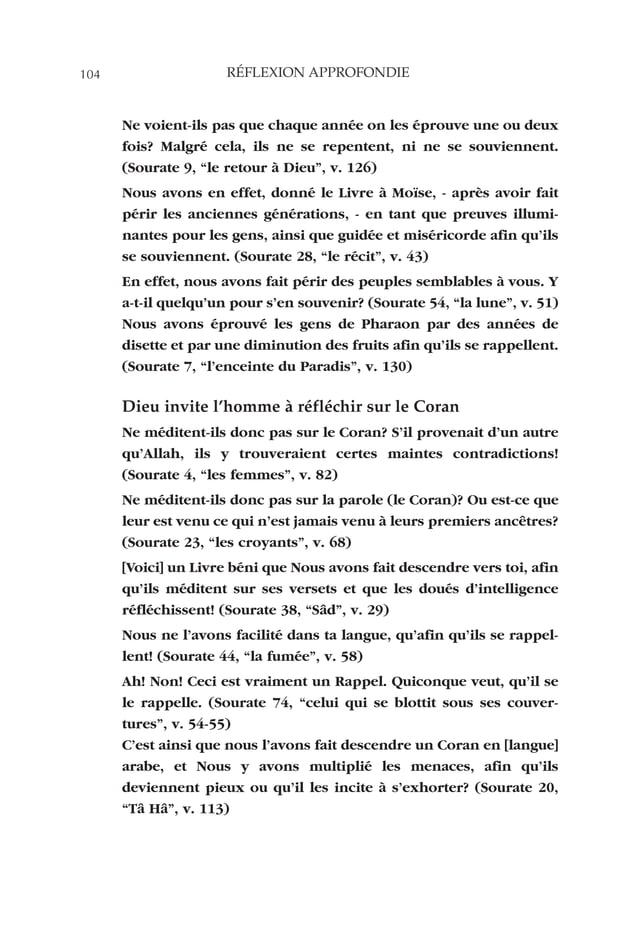 104
RÉFLEXION APPROFONDIE
Ne voient-ils pas que chaque année on les éprouve une ou deux
fois? Malgré cela, ils ne se repentent, ni ne se souviennent.
(Sourate 9, “le retour à Dieu”, v. 126)
Nous avons en effet, donné le Livre à Moïse, - après avoir fait
périr les anciennes générations, - en tant que preuves illumi-
nantes pour les gens, ainsi que guidée et miséricorde afin qu’ils
se souviennent. (Sourate 28, “le récit”, v. 43)
En effet, nous avons fait périr des peuples semblables à vous. Y
a-t-il quelqu’un pour s’en souvenir? (Sourate 54, “la lune”, v. 51)
Nous avons éprouvé les gens de Pharaon par des années de
disette et par une diminution des fruits afin qu’ils se rappellent.
(Sourate 7, “l’enceinte du Paradis”, v. 130)
Dieu invite l’homme à réfléchir sur le Coran
Ne méditent-ils donc pas sur le Coran? S’il provenait d’un autre
qu’Allah, ils y trouveraient certes maintes contradictions!
(Sourate 4, “les femmes”, v. 82)
Ne méditent-ils donc pas sur la parole (le Coran)? Ou est-ce que
leur est venu ce qui n’est jamais venu à leurs premiers ancêtres?
(Sourate 23, “les croyants”, v. 68)
[Voici] un Livre béni que Nous avons fait descendre vers toi, afin
qu’ils méditent sur ses versets et que les doués d’intelligence
réfléchissent! (Sourate 38, “Sâd”, v. 29)
Nous ne l’avons facilité dans ta langue, qu’afin qu’ils se rappel-
lent! (Sourate 44, “la fumée”, v. 58)
Ah! Non! Ceci est vraiment un Rappel. Quiconque veut, qu’il se
le rappelle. (Sourate 74, “celui qui se blottit sous ses couver-
tures”, v. 54-55)
C’est ainsi que nous l’avons fait descendre un Coran en [langue]
arabe, et Nous y avons multiplié les menaces, afin qu’ils
deviennent pieux ou qu’il les incite à s’exhorter? (Sourate 20,
“Tâ Hâ”, v. 113)